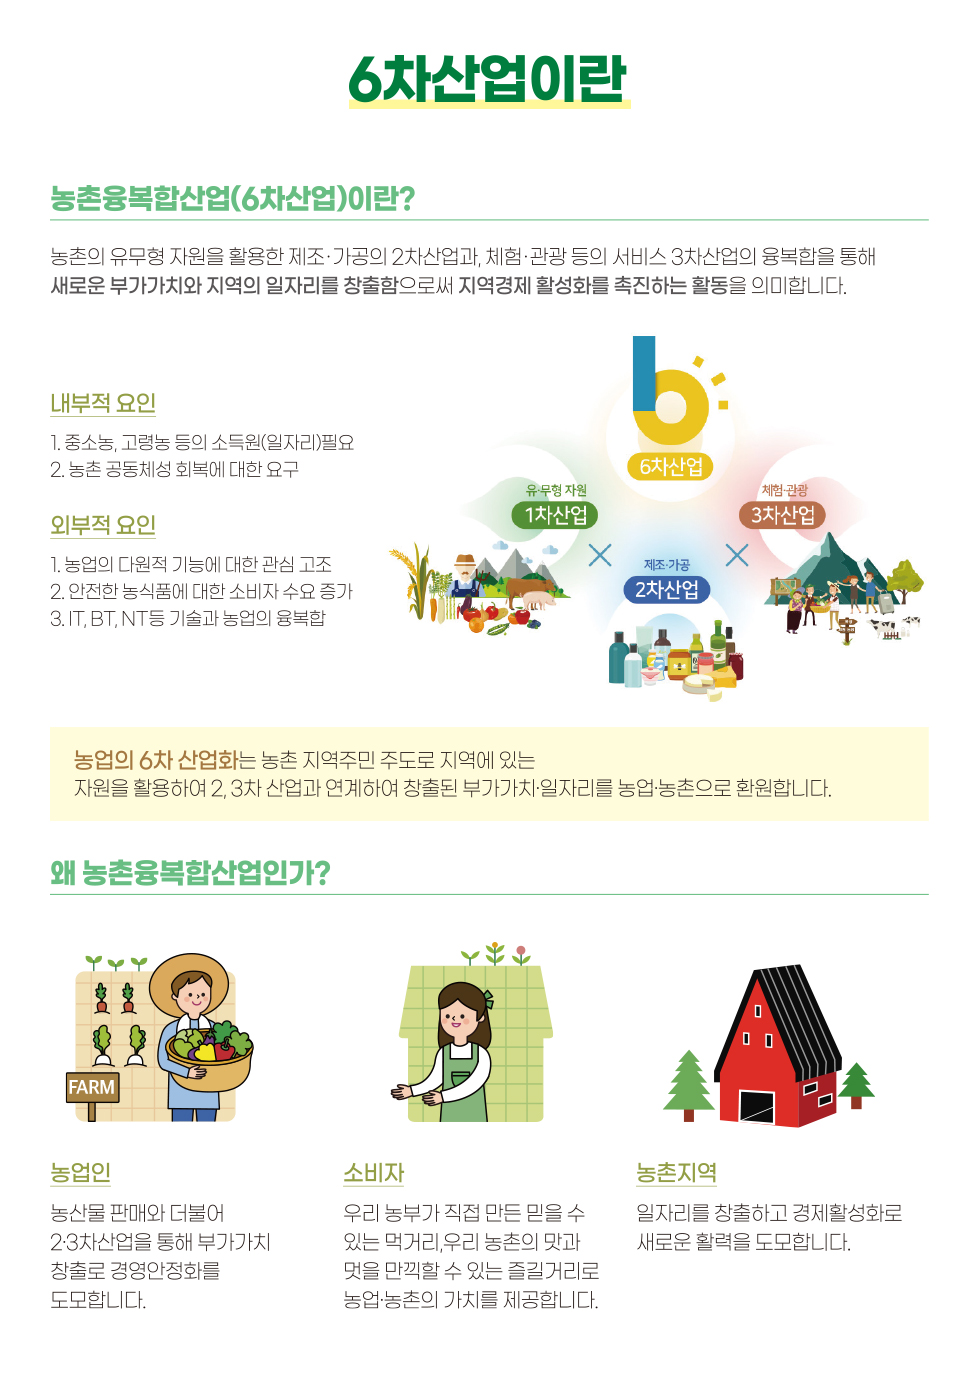 6차산업이란
농촌융복합산업(6차산업)이란?
농촌의 유무형 자원을 활용한 제조·가공의 2차산업과, 체험·관광 등의 서비스 3차산업의 융복합을 통해
새로운 부가가치와 지역의 일자리를 창출함으로써 지역경제 활성화를 촉진하는 활동을 의미합니다.
내부적 요인
1. 중소농, 고령농 등의 소득원(일자리)필요
2. 농촌 공동체성 회복에 대한 요구
외부적 요인
1. 농업의 다원적 기능에 대한 관심 고조
2. 안전한 농식품에 대한 소비자 수요 증가
3. IT, BT, NT등 기술과 농업의 융복합
6차산업
유·무형 자원
1차산업
체험·관광
3차산업
제조·가공
2차산업
농업의 6차 산업화는 농촌 지역주민 주도로 지역에 있는
자원을 활용하여 2, 3차 산업과 연계하여 창출된 부가가치·일자리를 농업·농촌으로 환원합니다.
왜 농촌융복합산업인가?
FARM
농업인
농산물 판매와 더불어
2·3차산업을 통해 부가가치
창출로 경영안정화를
도모합니다.
소비자
우리 농부가 직접 만든 믿을 수
있는 먹거리,우리 농촌의 맛과
멋을 만끽할 수 있는 즐길거리로
농업·농촌의 가치를 제공합니다.
농촌지역
일자리를 창출하고 경제활성화로
새로운 활력을 도모합니다.